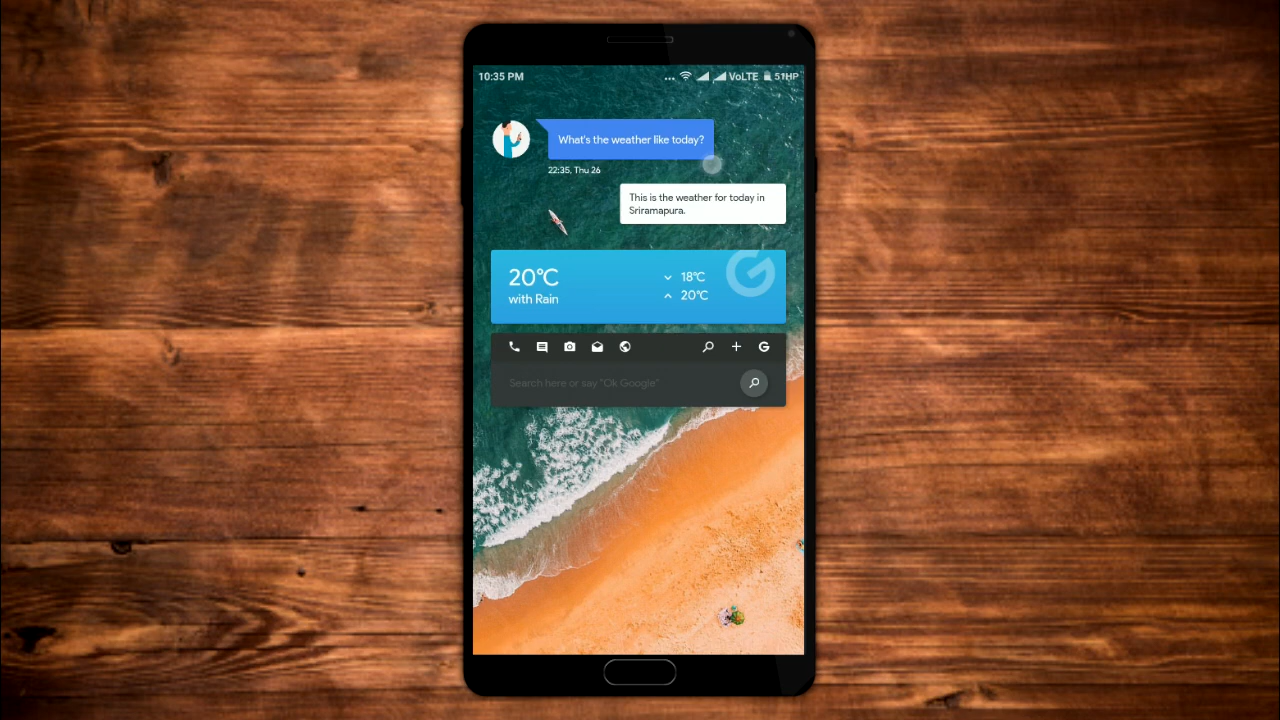 10:35 PM
... VoLTE 51HP
What's the weather like today?
22:35, Thu 26
This is the weather for today in
Sriramapura.
20°C
with Rain
18°C
20°C
G
Search here or say "Ok Google"